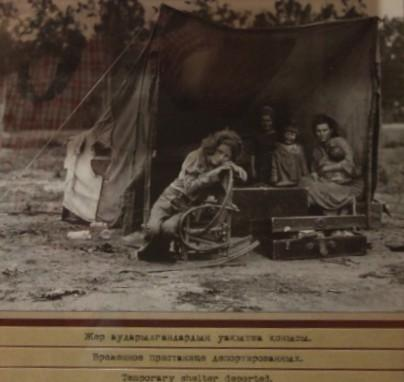 Жер аударылғандардың уақытша қонысы.
Временное пристанище депортированных.
Temporary shelter deported.